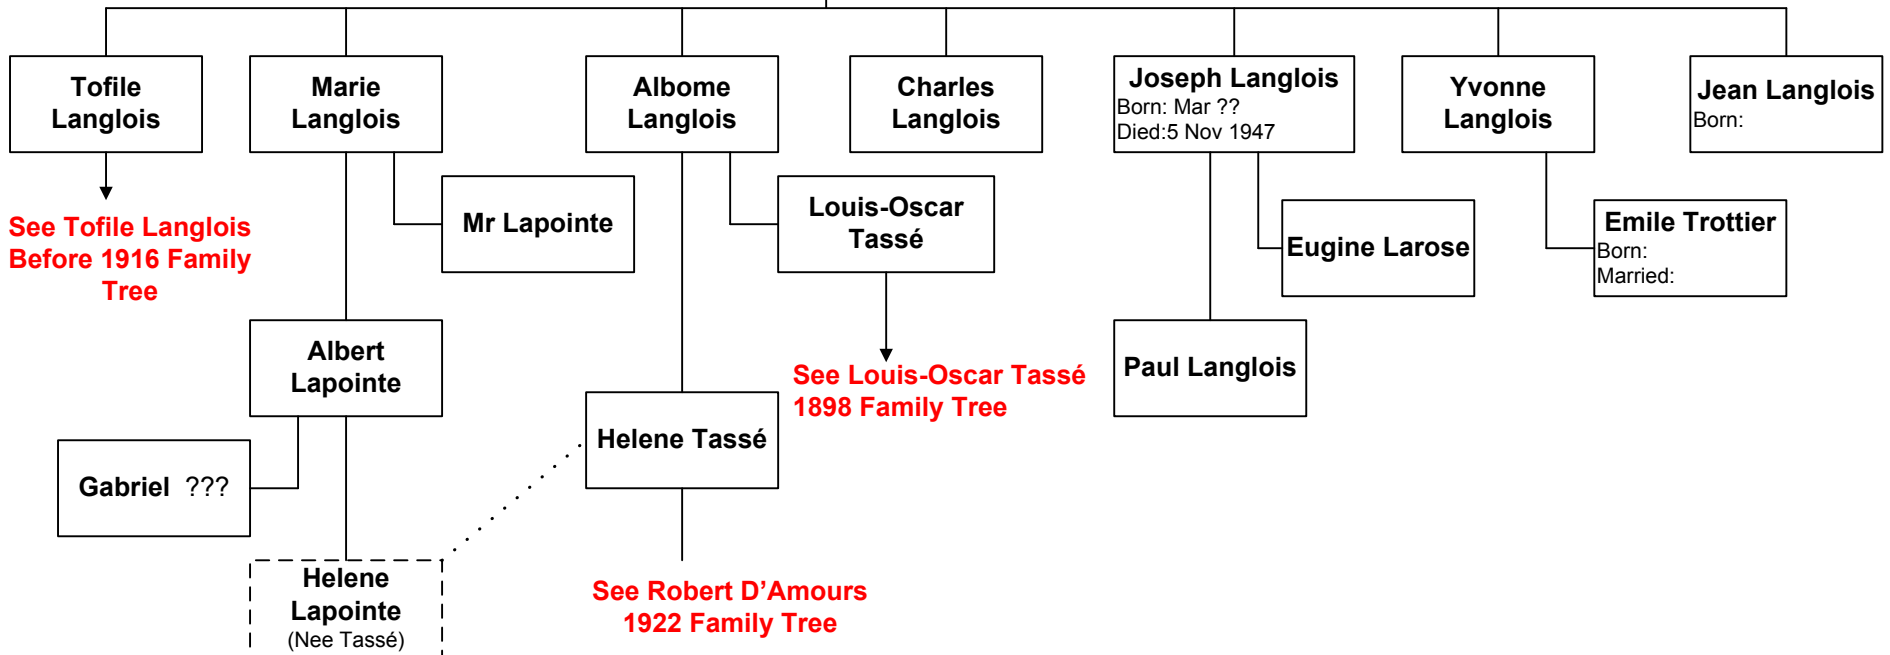 Tofile
Langlois
Marie
Langlois
Albome
Langlois
Charles
Langlois
Joseph Langlois
Born: Mar ??
Died:5 Nov 1947
Yvonne
Langlois
Jean Langlois
Born:
See Tofile Langlois
Before 1916 Family
Tree
Mr Lapointe
Louis-Oscar
Tassé
Eugine Larose
Emile Trottier
Born:
Married:
Albert
Lapointe
See Louis-Oscar Tassé
1898 Family Tree
Paul Langlois
Gabriel ???
Helene Tassé
Helene
Lapointe
(Nee Tassé)
See Robert D’Amours
1922 Family Tree